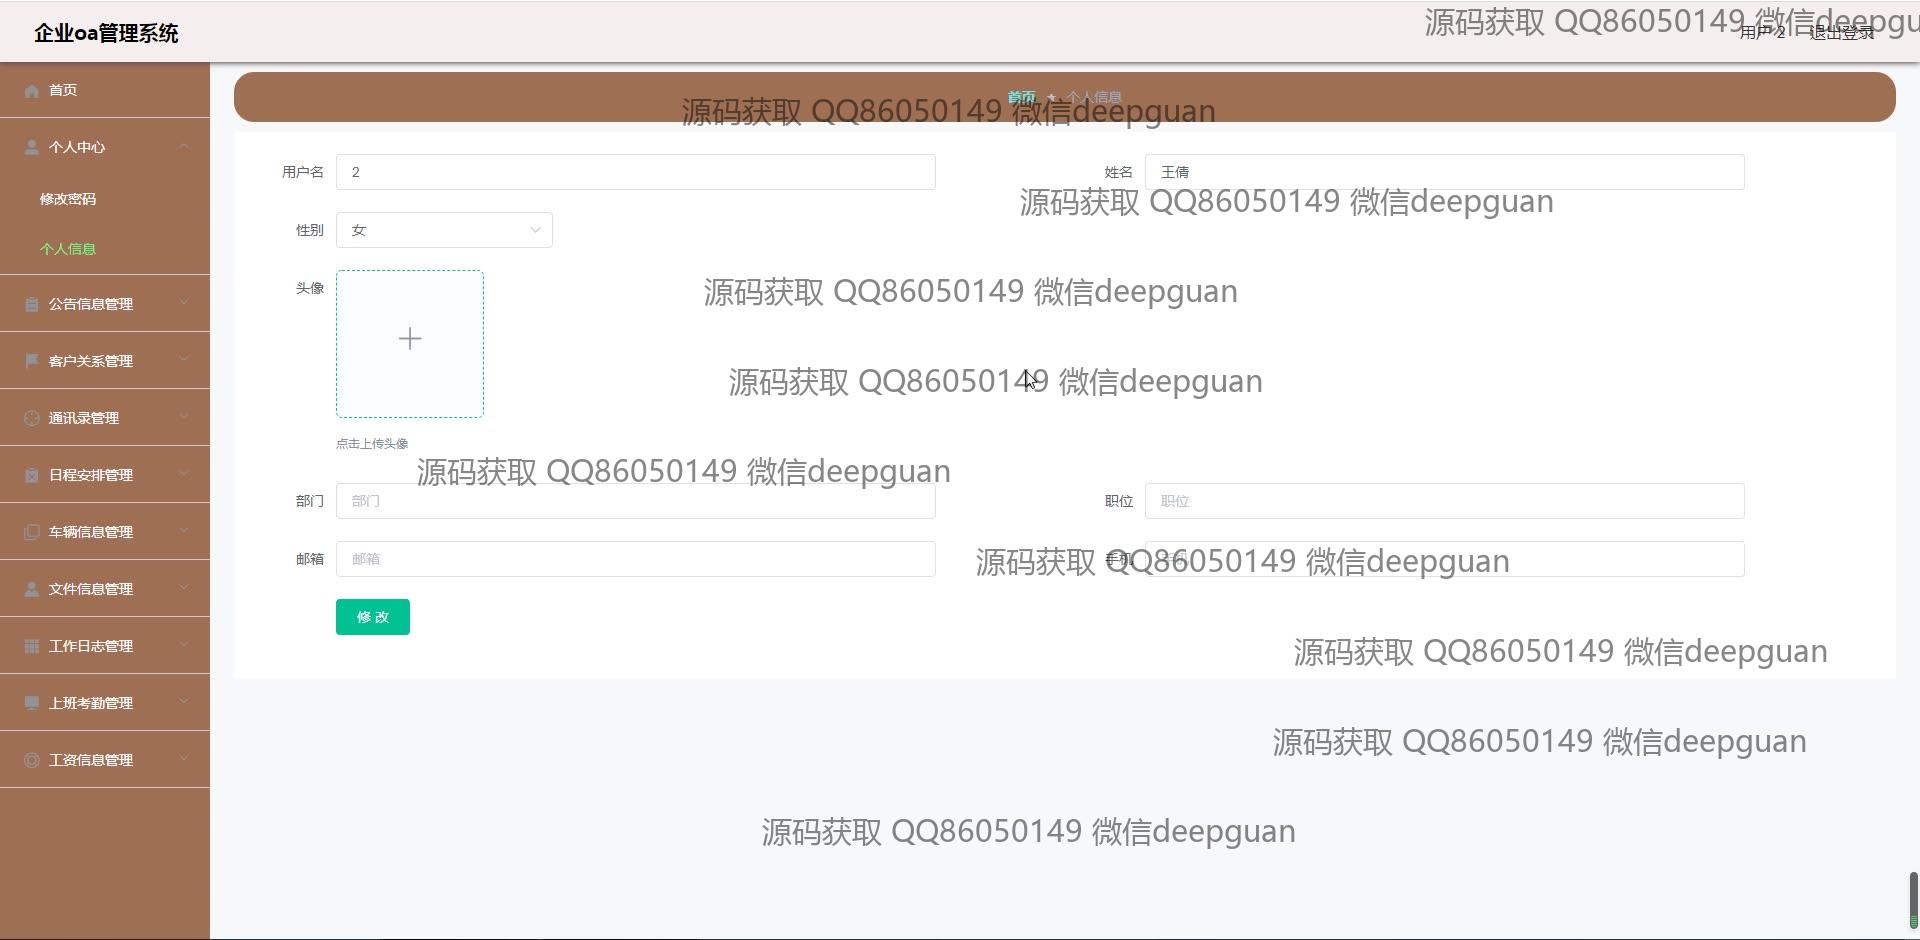 企业oa管理系统
源码获取 QQ86050149 微信deepgu
用户 2 退出登录
首页
个人中心
修改密码
个人信息
公告信息管理
客户关系管理
通讯录管理
日程安排管理
车辆信息管理
文件信息管理
工作日志管理
上班考勤管理
工资信息管理
首页 ★ 个人信息
源码获取 QQ86050149 微信deepguan
用户名 2 姓名 王倩
源码获取 QQ86050149 微信deepguan
性别 女
头像
源码获取 QQ86050149 微信deepguan
源码获取 QQ86050149 微信deepguan
点击上传头像
源码获取 QQ86050149 微信deepguan
部门 部门 职位 职位
邮箱 邮箱 手机 手机
源码获取 QQ86050149 微信deepguan
修 改
源码获取 QQ86050149 微信deepguan
源码获取 QQ86050149 微信deepguan
源码获取 QQ86050149 微信deepguan